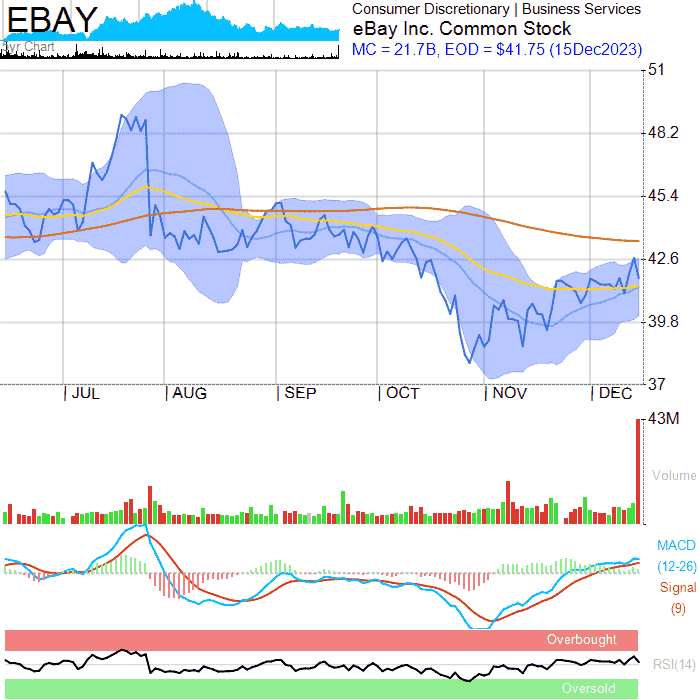 EBAY
5yr Chart
Consumer Discretionary | Business Services
eBay Inc. Common Stock
MC = 21.7B, EOD = $41.75 (15Dec2023)
51
48.2
45.4
42.6
39.8
37
| JUL | AUG | SEP | OCT | NOV | DEC
43M
Volume
MACD
(12-26)
Signal
(9)
Overbought
RSI(14)
Oversold